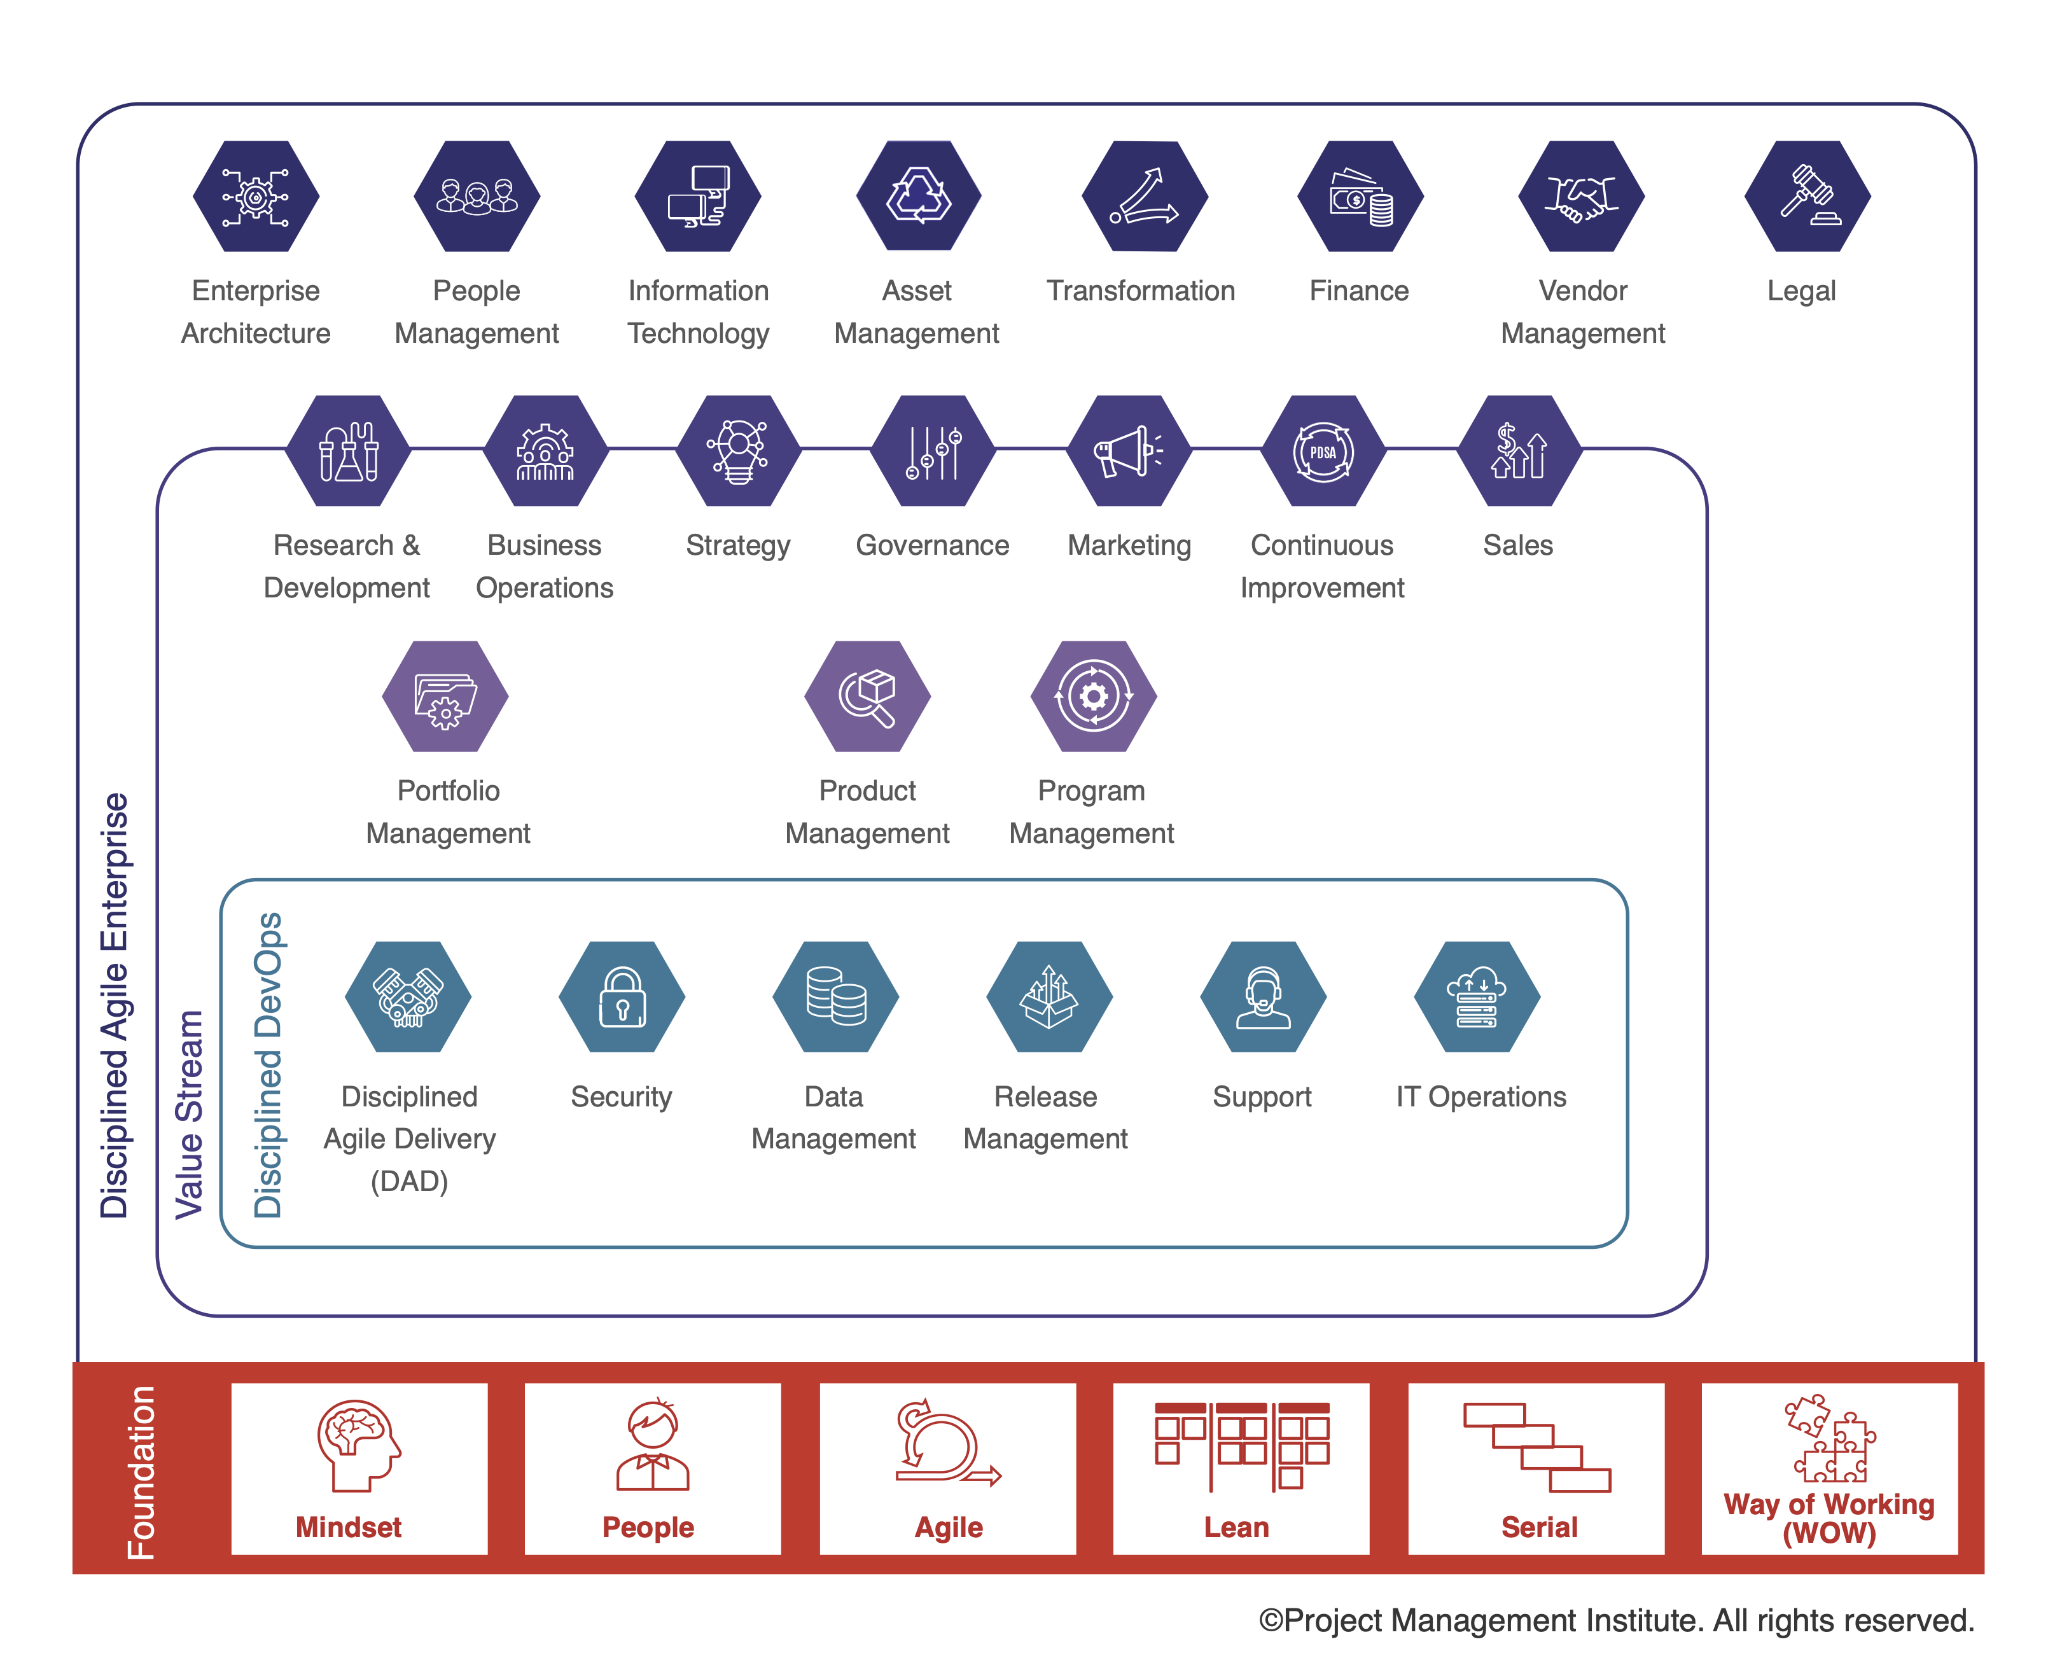 Enterprise
Architecture
People
Management
Information
Technology
Asset
Management
Transformation
Finance
Vendor
Management
Legal
PDSA
Research &
Development
Business
Operations
Strategy
Governance
Marketing
Continuous
Improvement
Sales
Portfolio
Management
Product
Management
Program
Management
Disciplined Agile Enterprise
Value Stream
Disciplined DevOps
Disciplined
Agile Delivery
(DAD)
Security
Data
Management
Release
Management
Support
IT Operations
Foundation
Mindset
People
Agile
Lean
Serial
Way of Working
(WOW)
©Project Management Institute. All rights reserved.